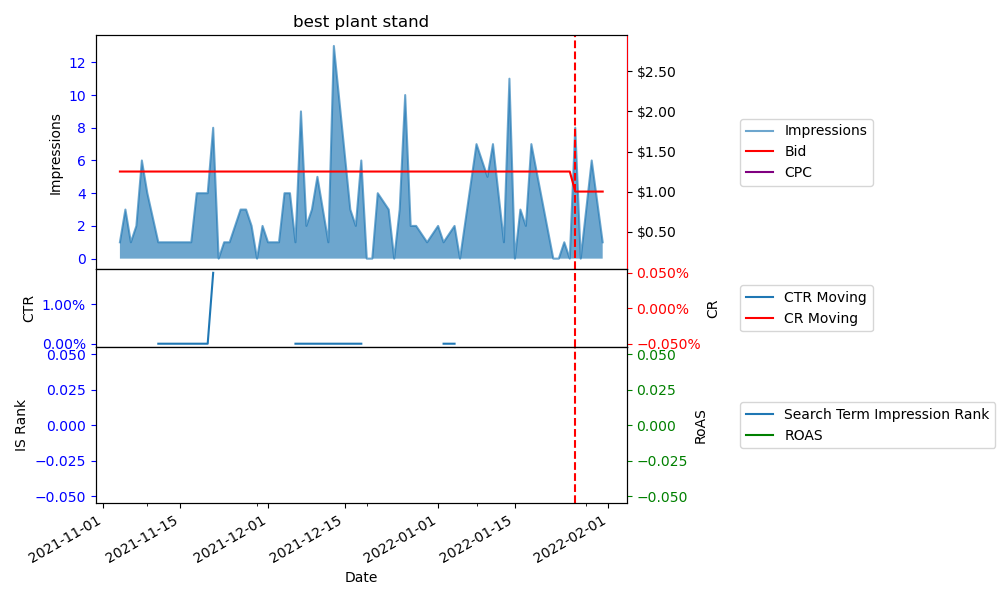 best plant stand
Impressions
12
10
8
6
4
2
0
$2.50
$2.00
$1.50
$1.00
$0.50
Impressions
Bid
CPC
CTR
1.00%
0.00%
0.050%
0.000%
−0.050%
CR
CTR Moving
CR Moving
IS Rank
0.050
0.025
0.000
−0.025
−0.050
0.050
0.025
0.000
−0.025
−0.050
RoAS
Search Term Impression Rank
ROAS
2021-11-01
2021-11-15
2021-12-01
2021-12-15
2022-01-01
2022-01-15
2022-02-01
Date